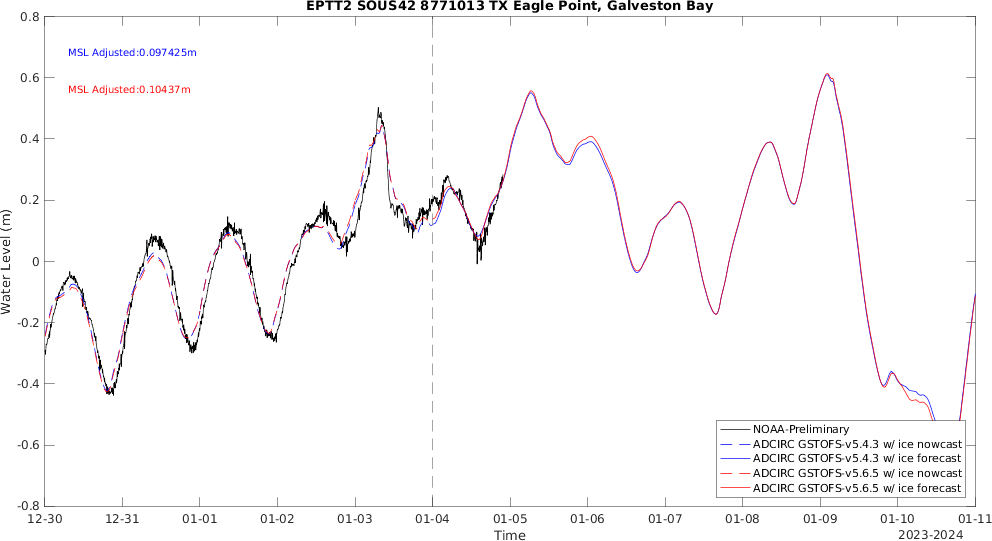 EPTT2 SOUS42 8771013 TX Eagle Point, Galveston Bay
MSL Adjusted:0.097425m
MSL Adjusted:0.10437m
Water Level (m)
0.8
0.6
0.4
0.2
0
-0.2
-0.4
-0.6
-0.8
NOAA-Preliminary
ADCIRC GSTOFS-v5.4.3 w/ ice nowcast
ADCIRC GSTOFS-v5.4.3 w/ ice forecast
ADCIRC GSTOFS-v5.6.5 w/ ice nowcast
ADCIRC GSTOFS-v5.6.5 w/ ice forecast
12-30 12-31 01-01 01-02 01-03 01-04 01-05 01-06 01-07 01-08 01-09 01-10 01-11
Time
2023-2024